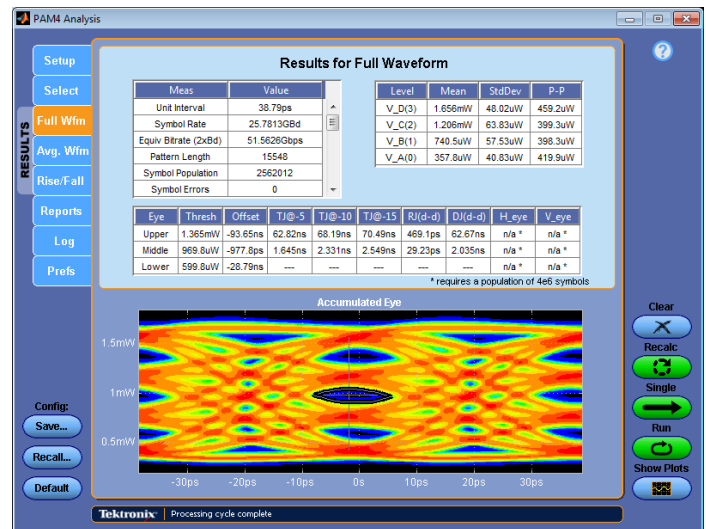 PAM4 Analysis
Setup
Select
Full Wfm
Avg. Wfm
Rise/Fall
Reports
Log
Prefs
RESULTS
Results for Full Waveform
Meas Value
Unit Interval 38.79ps
Symbol Rate 25.7813GBd
Equiv Bitrate (2xBd) 51.5626Gbps
Pattern Length 15548
Symbol Population 2562012
Symbol Errors 0
Level Mean StdDev P-P
V_D(3) 1.656mW 48.02uW 459.2uW
V_C(2) 1.206mW 63.83uW 399.3uW
V_B(1) 740.5uW 57.53uW 398.3uW
V_A(0) 357.8uW 40.83uW 419.9uW
Eye Thresh Offset TJ@-5 TJ@-10 TJ@-15 RJ(d-d) DJ(d-d) H_eye V_eye
Upper 1.365mW -93.65ns 62.82ns 68.19ns 70.49ns 469.1ps 62.67ns n/a * n/a *
Middle 969.8uW -977.8ps 1.645ns 2.331ns 2.549ns 29.23ps 2.035ns n/a * n/a *
Lower 599.8uW -28.79ns --- --- --- --- --- n/a * n/a *
* requires a population of 4e6 symbols
Accumulated Eye
1.5mW
1mW
0.5mW
-30ps -20ps -10ps 0s 10ps 20ps 30ps
Clear
Recalc
Single
Run
Show Plots
Config:
Save...
Recall...
Default
Tektronix Processing cycle complete